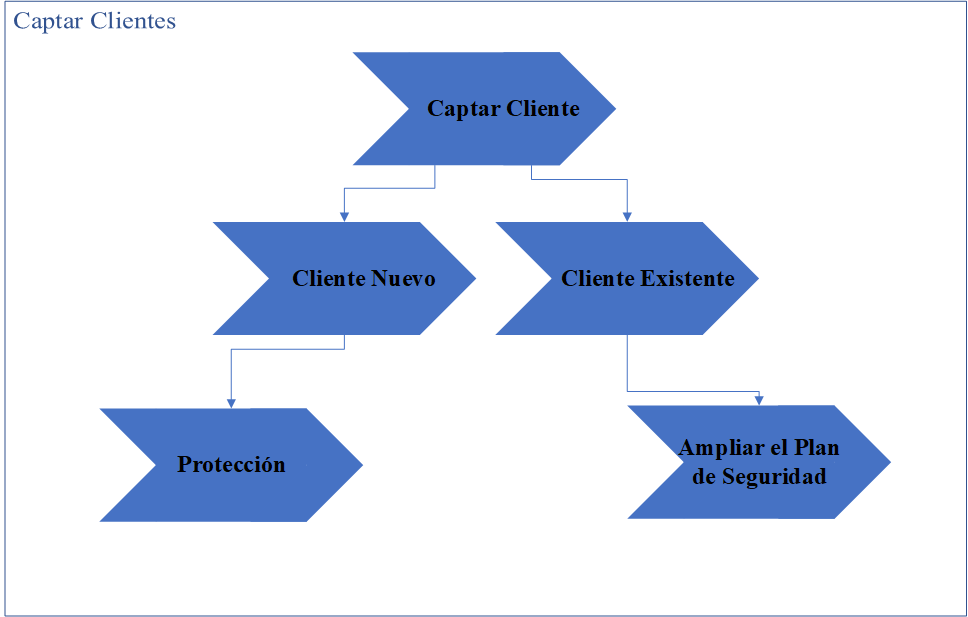 Captar Clientes
Captar Cliente
Cliente Nuevo
Cliente Existente
Protección
Ampliar el Plan
de Seguridad